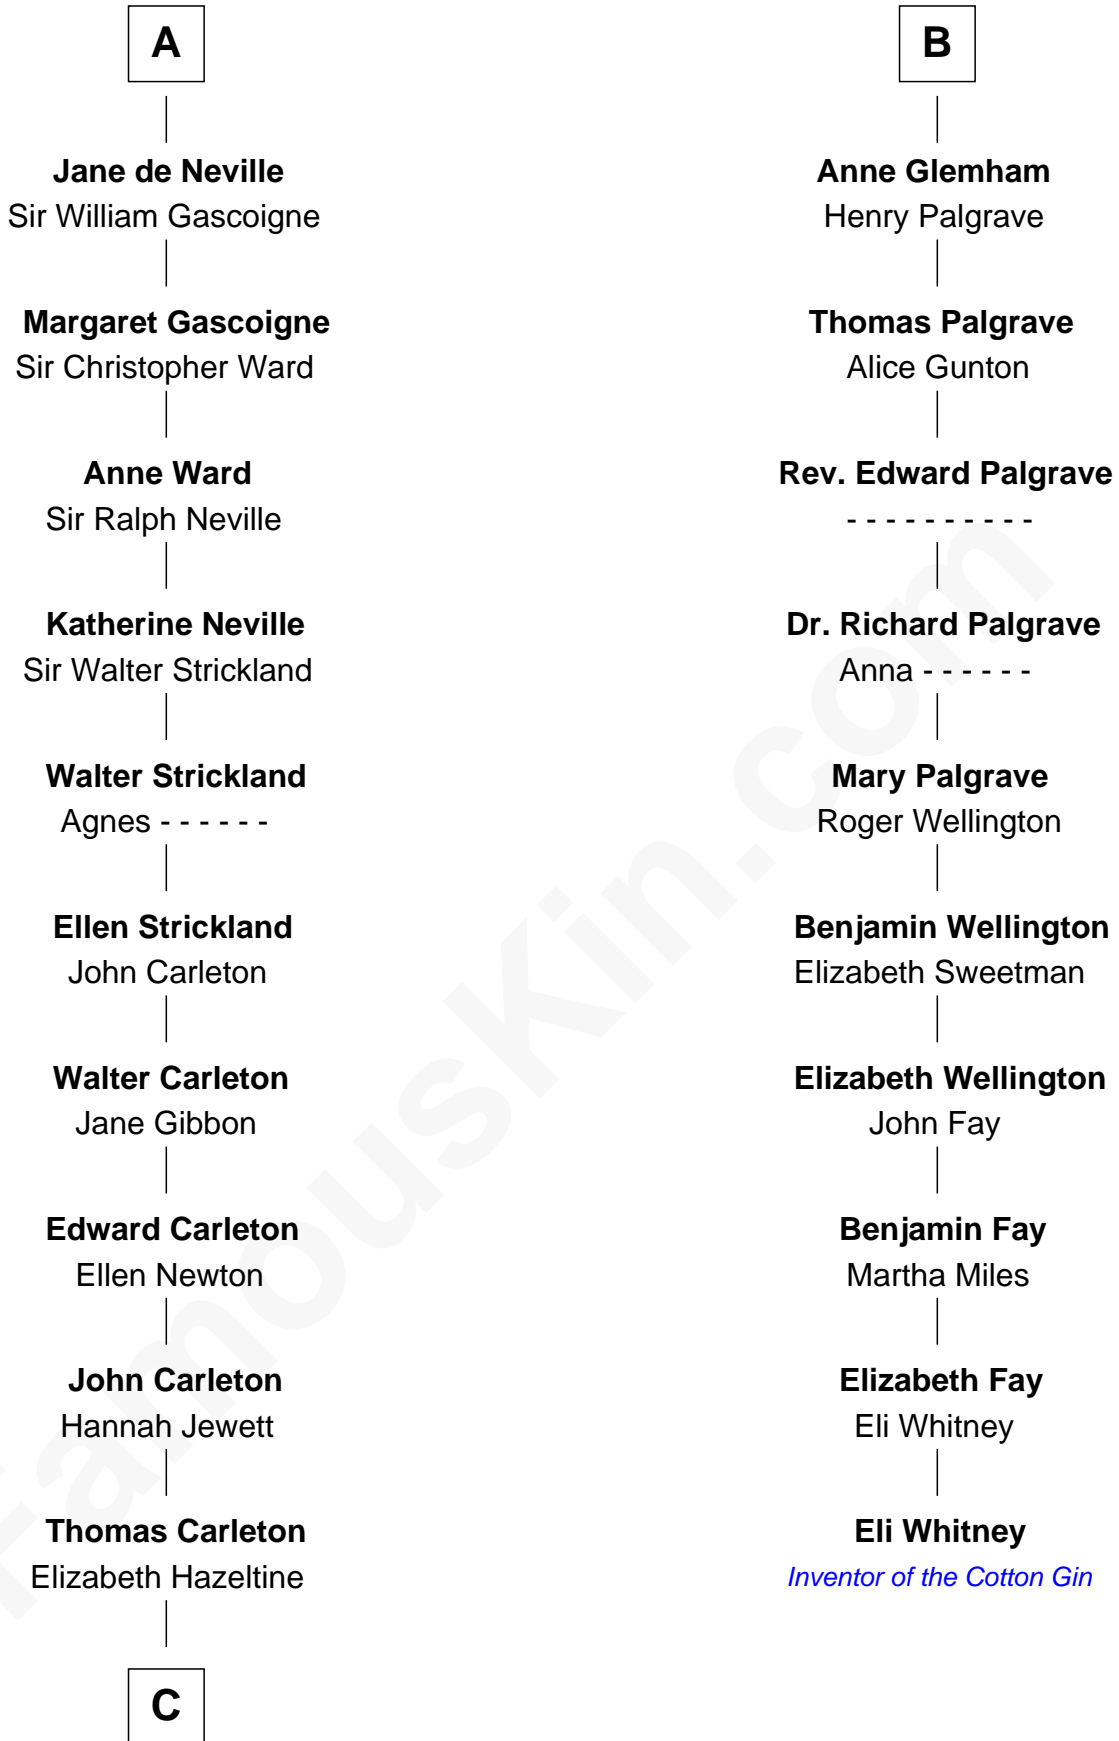 A
Jane de Neville
Sir William Gascoigne
Margaret Gascoigne
Sir Christopher Ward
Anne Ward
Sir Ralph Neville
Katherine Neville
Sir Walter Strickland
Walter Strickland
Agnes - - - - - -
Ellen Strickland
John Carleton
Walter Carleton
Jane Gibbon
Edward Carleton
Ellen Newton
John Carleton
Hannah Jewett
Thomas Carleton
Elizabeth Hazeltine
C
B
Anne Glemham
Henry Palgrave
Thomas Palgrave
Alice Gunton
Rev. Edward Palgrave
- - - - - - - - - -
Dr. Richard Palgrave
Anna - - - - - -
Mary Palgrave
Roger Wellington
Benjamin Wellington
Elizabeth Sweetman
Elizabeth Wellington
John Fay
Benjamin Fay
Martha Miles
Elizabeth Fay
Eli Whitney
Eli Whitney
Inventor of the Cotton Gin
FamousKin.com